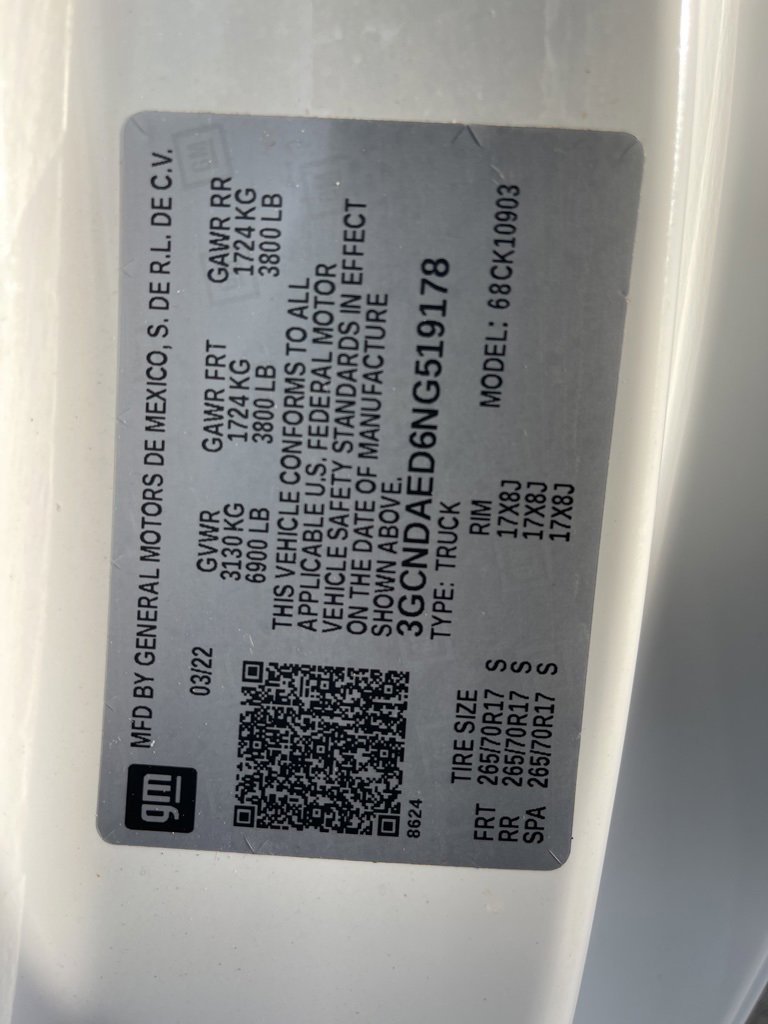 gm
MFD BY GENERAL MOTORS DE MEXICO, S. DE R.L. DE C.V.
03/22
GVWR GAWR FRT GAWR RR
3130 KG 1724 KG 1724 KG
6900 LB 3800 LB 3800 LB
THIS VEHICLE CONFORMS TO ALL
APPLICABLE U.S. FEDERAL MOTOR
VEHICLE SAFETY STANDARDS IN EFFECT
ON THE DATE OF MANUFACTURE
SHOWN ABOVE.
3GCNDAED6NG519178
8624
TYPE: TRUCK
MODEL: 68CK10903
TIRE SIZE RIM
FRT 265/70R17 S 17X8J
RR 265/70R17 S 17X8J
SPA 265/70R17 S 17X8J